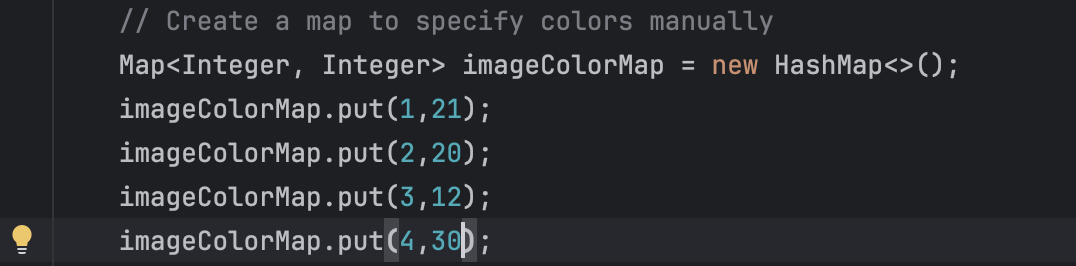 // Create a map to specify colors manually
Map<Integer, Integer> imageColorMap = new HashMap<>();
imageColorMap.put(1,21);
imageColorMap.put(2,20);
imageColorMap.put(3,12);
imageColorMap.put(4,30);